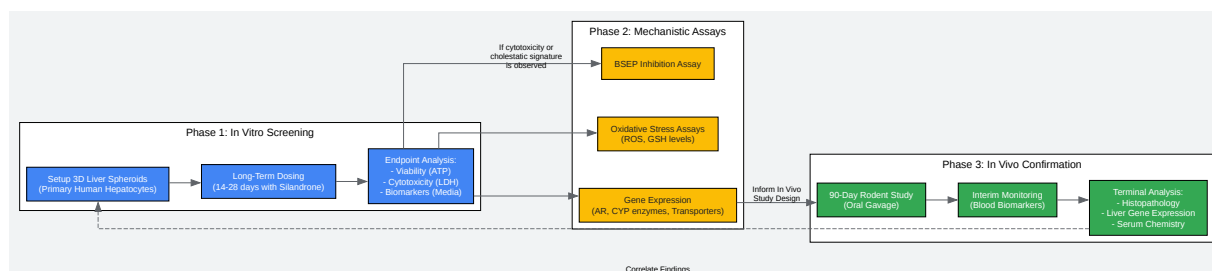 Phase 1: In Vitro Screening
Setup 3D Liver Spheroids
(Primary Human Hepatocytes)
Long-Term Dosing
(14-28 days with Silandrone)
Endpoint Analysis:
- Viability (ATP)
- Cytotoxicity (LDH)
- Biomarkers (Media)
If cytotoxicity or
cholestatic signature
is observed
Phase 2: Mechanistic Assays
BSEP Inhibition Assay
Oxidative Stress Assays
(ROS, GSH levels)
Gene Expression
(AR, CYP enzymes, Transporters)
Inform In Vivo
Study Design
Phase 3: In Vivo Confirmation
90-Day Rodent Study
(Oral Gavage)
Interim Monitoring
(Blood Biomarkers)
Terminal Analysis:
- Histopathology
- Liver Gene Expression
- Serum Chemistry
Correlate Findings